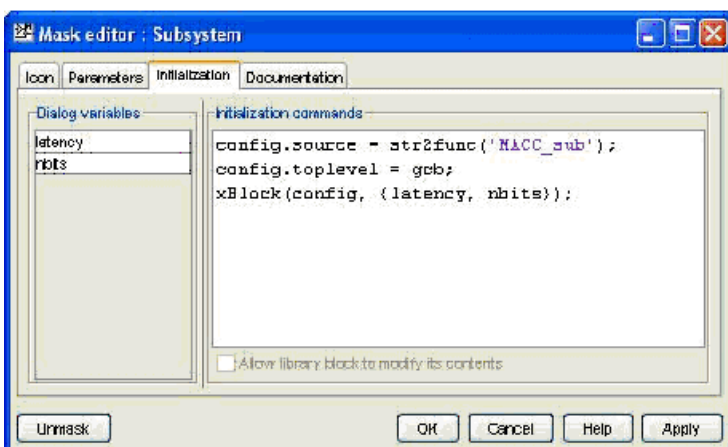 Mask editor : Subsystem
Icon Parameters Initialization Documentation
Dialog variables
latency
nbits
Initialization commands
config.source = str2func('MACC_sub');
config.toplevel = gcb;
xBlock(config, {latency, nbits});
Allow library block to modify its contents
Unmask OK Cancel Help Apply